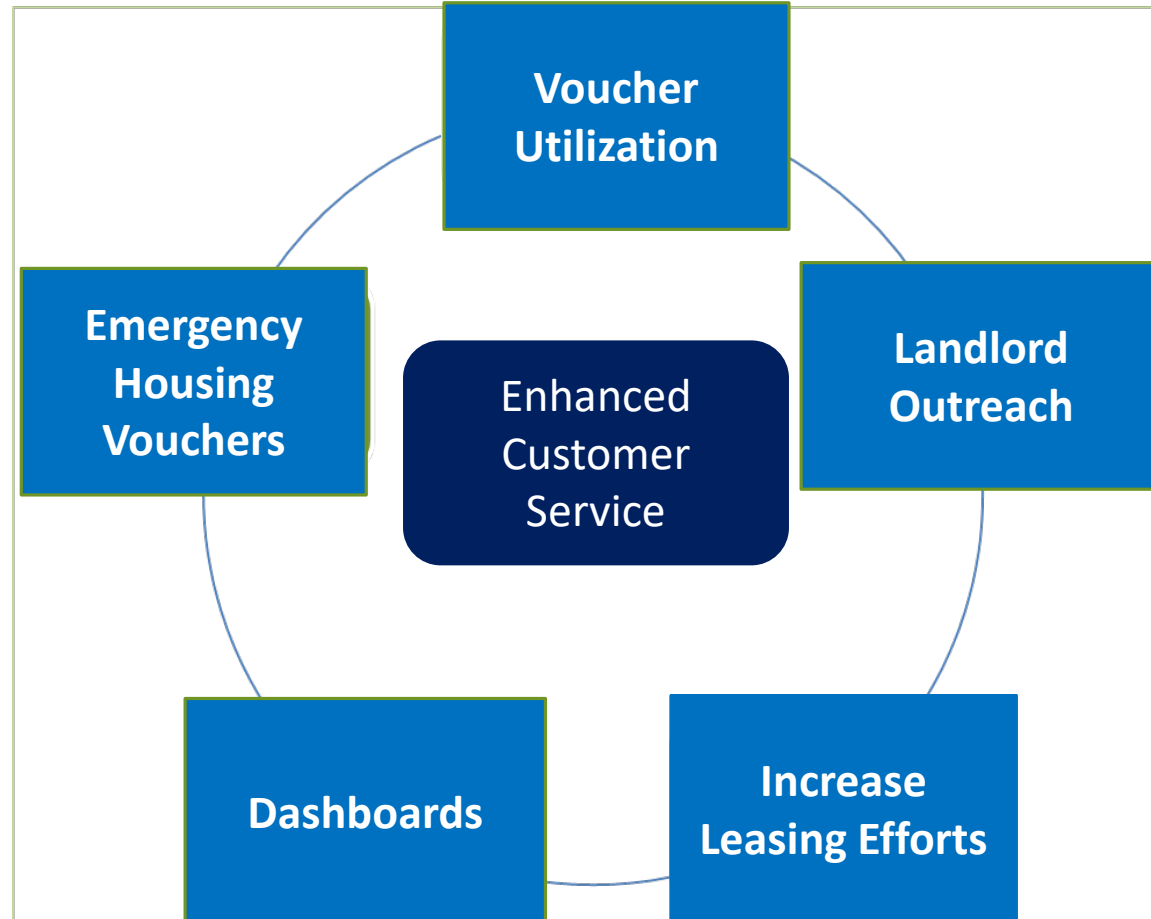 Voucher
Utilization
Landlord
Outreach
Increase
Leasing Efforts
Dashboards
Emergency
Housing
Vouchers
Enhanced
Customer
Service